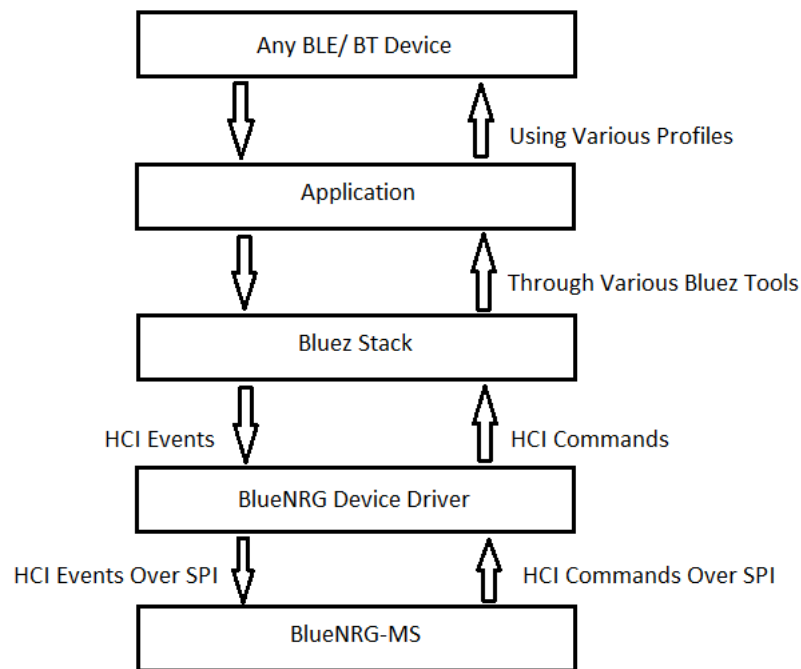 Any BLE/ BT Device
Using Various Profiles
Application
Through Various Bluez Tools
Bluez Stack
HCI Events
HCI Commands
BlueNRG Device Driver
HCI Events Over SPI
HCI Commands Over SPI
BlueNRG-MS